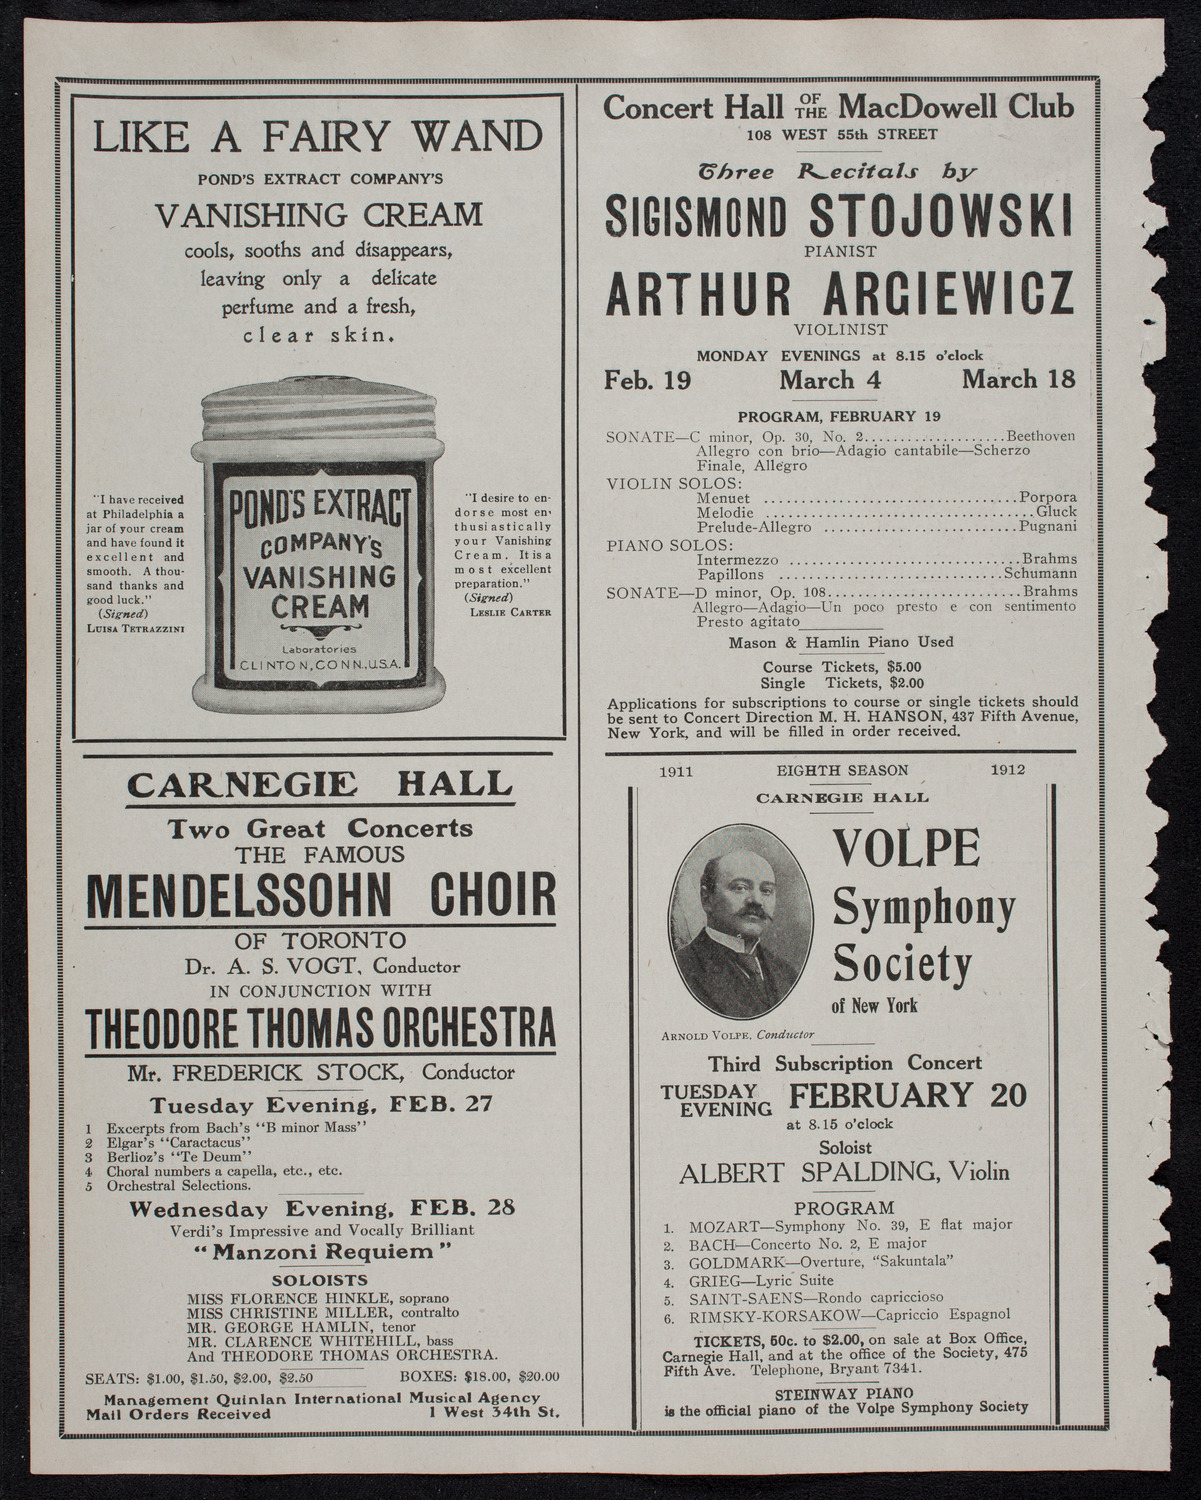 LIKE A FAIRY WAND
POND'S EXTRACT COMPANY'S
VANISHING CREAM
cools, sooths and disappears,
leaving only a delicate
perfume and a fresh,
clear skin.
"I have received
at Philadelphia a
jar of your cream
and have found it
excellent and
smooth. A thou-
sand thanks and
good luck."
(Signed)
LUISA TETRAZZINI
POND'S EXTRACT
COMPANY'S
VANISHING
CREAM
Laboratories
CLINTON, CONN., U.S.A.
"I desire to en-
dorse most en-
thusiastically
your Vanishing
Cream. It is a
most excellent
preparation."
(Signed)
LESLIE CARTER
CARNEGIE HALL
Two Great Concerts
THE FAMOUS
MENDELSSOHN CHOIR
OF TORONTO
Dr. A. S. VOGT, Conductor
IN CONJUNCTION WITH
THEODORE THOMAS ORCHESTRA
Mr. FREDERICK STOCK, Conductor
Tuesday Evening, FEB. 27
1 Excerpts from Bach's "B minor Mass"
2 Elgar's "Caractacus"
3 Berlioz's "Te Deum"
4 Choral numbers a capella, etc., etc.
5 Orchestral Selections.
Wednesday Evening, FEB. 28
Verdi's Impressive and Vocally Brilliant
"Manzoni Requiem"
SOLOISTS
MISS FLORENCE HINKLE, soprano
MISS CHRISTINE MILLER, contralto
MR. GEORGE HAMLIN, tenor
MR. CLARENCE WHITEHILL, bass
And THEODORE THOMAS ORCHESTRA.
SEATS: $1.00, $1.50, $2.00, $2.50 BOXES: $18.00, $20.00
Management Quinlan International Musical Agency
Mail Orders Received 1 West 34th St.
Concert Hall OF THE MacDowell Club
108 WEST 55th STREET
Three Recitals by
SIGISMOND STOJOWSKI
PIANIST
ARTHUR ARGIEWICZ
VIOLINIST
MONDAY EVENINGS at 8.15 o'clock
Feb. 19 March 4 March 18
PROGRAM, FEBRUARY 19
SONATE—C minor, Op. 30, No. 2...................Beethoven
Allegro con brio—Adagio cantabile—Scherzo
Finale, Allegro
VIOLIN SOLOS:
Menuet ..................................Porpora
Melodie ....................................Gluck
Prelude-Allegro ..........................Pugnani
PIANO SOLOS:
Intermezzo ................................Brahms
Papillons ..............................Schumann
SONATE—D minor, Op. 108..........................Brahms
Allegro—Adagio—Un poco presto e con sentimento
Presto agitato
Mason & Hamlin Piano Used
Course Tickets, $5.00
Single Tickets, $2.00
Applications for subscriptions to course or single tickets should
be sent to Concert Direction M. H. HANSON, 437 Fifth Avenue,
New York, and will be filled in order received.
1911 EIGHTH SEASON 1912
CARNEGIE HALL
VOLPE
Symphony
Society
of New York
ARNOLD VOLPE, Conductor
Third Subscription Concert
TUESDAY EVENING FEBRUARY 20
at 8.15 o'clock
Soloist
ALBERT SPALDING, Violin
PROGRAM
1. MOZART—Symphony No. 39, E flat major
2. BACH—Concerto No. 2, E major
3. GOLDMARK—Overture, "Sakuntala"
4. GRIEG—Lyric Suite
5. SAINT-SAENS—Rondo capriccioso
6. RIMSKY-KORSAKOW—Capriccio Espagnol
TICKETS, 50c. to $2.00, on sale at Box Office,
Carnegie Hall, and at the office of the Society, 475
Fifth Ave. Telephone, Bryant 7341.
STEINWAY PIANO
is the official piano of the Volpe Symphony Society